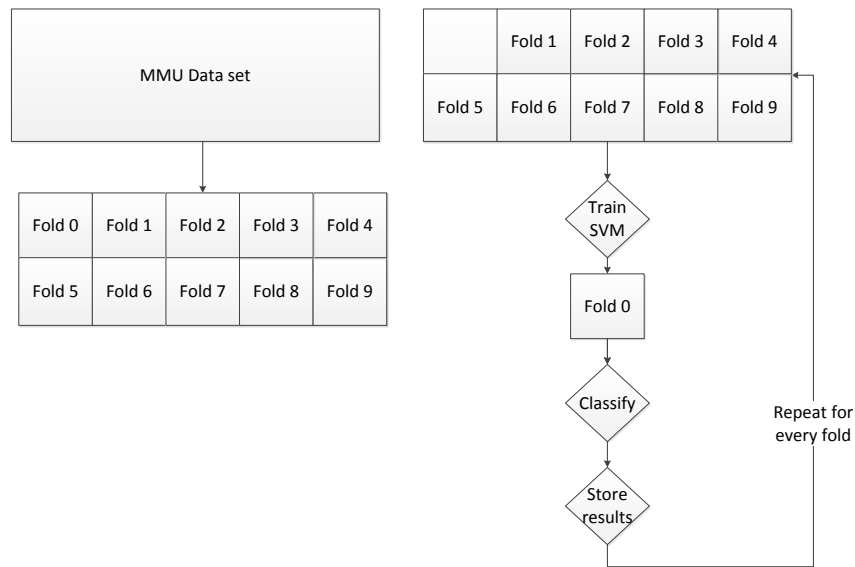 MMU Data set
Fold 0 Fold 1 Fold 2 Fold 3 Fold 4
Fold 5 Fold 6 Fold 7 Fold 8 Fold 9
Fold 1 Fold 2 Fold 3 Fold 4
Fold 5 Fold 6 Fold 7 Fold 8 Fold 9
Train
SVM
Fold 0
Classify
Store
results
Repeat for
every fold